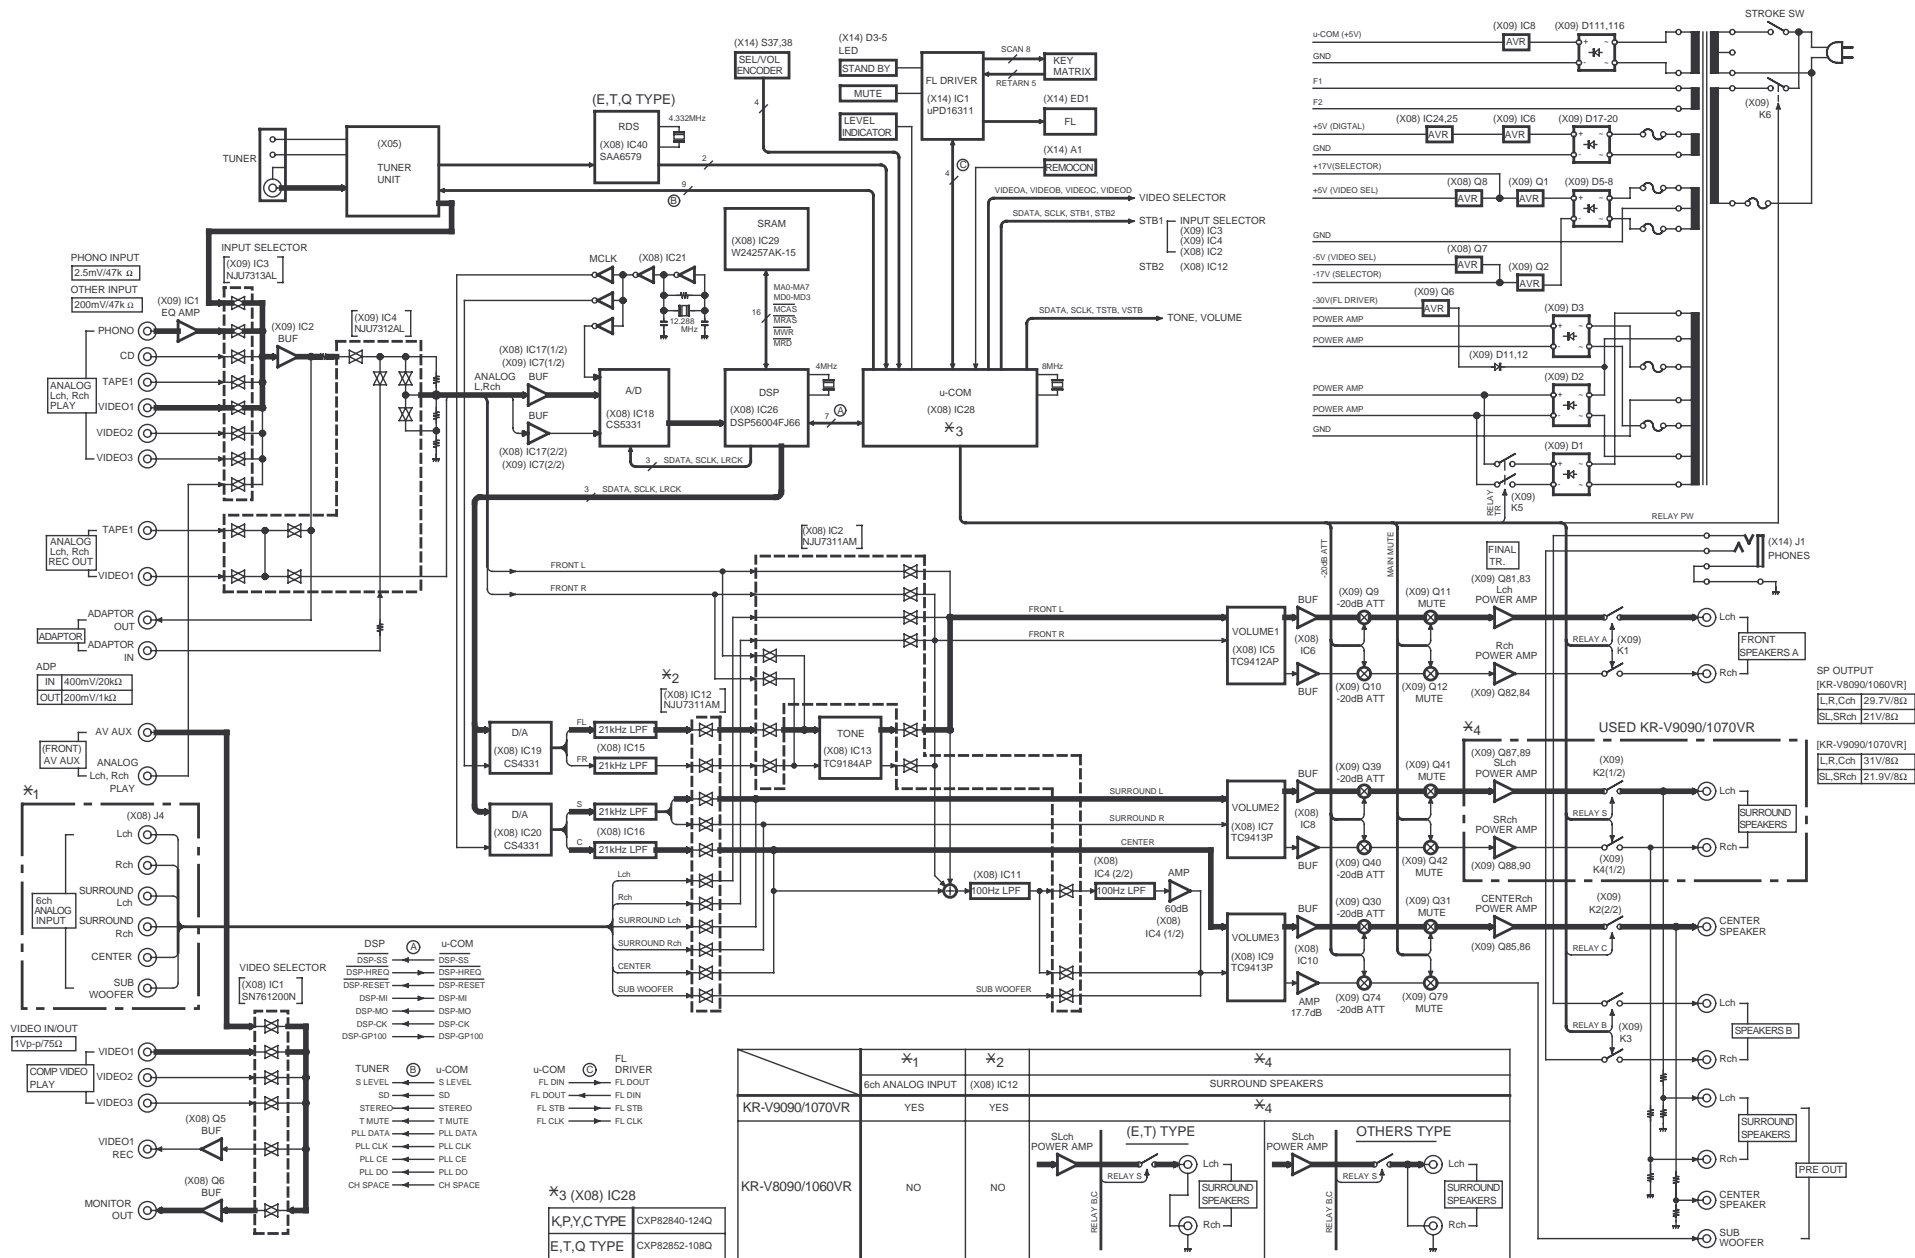 (X14) S37,38
SEL/VOL
ENCODER
4
(X14) D3-5
LED
STAND BY
MUTE
LEVEL
INDICATOR
FL DRIVER
(X14) IC1
uPD16311
SCAN 8
RETARN 5
KEY
MATRIX
(X14) ED1
FL
(X14) A1
REMOCON
C
4
(E,T,Q TYPE)
RDS
(X08) IC40
SAA6579
4.332MHz
2
9
B
TUNER
(X05)
TUNER
UNIT
VIDEOA, VIDEOB, VIDEOC, VIDEOD
VIDEO SELECTOR
SDATA, SCLK, STB1, STB2
STB1
INPUT SELECTOR
(X09) IC3
(X09) IC4
(X08) IC2
STB2
(X08) IC12
SDATA, SCLK, TSTB, VSTB
TONE, VOLUME
STROKE SW
u-COM (+5V)
(X09) IC8
AVR
(X09) D111,116
GND
F1
F2
(X09)
K6
+5V (DIGTAL)
(X08) IC24,25
AVR
(X09) IC6
AVR
(X09) D17-20
GND
+17V(SELECTOR)
+5V (VIDEO SEL)
(X08) Q8
AVR
(X09) Q1
AVR
(X09) D5-8
GND
-5V (VIDEO SEL)
(X08) Q7
AVR
-17V (SELECTOR)
(X09) Q2
AVR
-30V(FL DRIVER)
(X09) Q6
AVR
(X09) D3
POWER AMP
POWER AMP
(X09) D11,12
(X09) D2
POWER AMP
POWER AMP
GND
(X09) D1
RELAY
TR
(X09)
K5
RELAY PW
INPUT SELECTOR
(X09) IC3
NJU7313AL
PHONO INPUT
2.5mV/47k Ω
OTHER INPUT
200mV/47k Ω
(X09) IC1
EQ AMP
(X09) IC2
BUF
(X09) IC4
NJU7312AL
PHONO
CD
TAPE1
VIDEO1
VIDEO2
VIDEO3
ANALOG
Lch, Rch
PLAY
TAPE1
VIDEO1
ANALOG
Lch, Rch
REC OUT
ADAPTOR
OUT
ADAPTOR
ADAPTOR
IN
ADP
IN 400mV/20kΩ
OUT 200mV/1kΩ
AV AUX
(FRONT)
AV AUX
ANALOG
Lch, Rch
PLAY
SRAM
(X08) IC29
W24257AK-15
MCLK
(X08) IC21
12.288
MHz
16
MA0-MA7
MD0-MD3
MCAS
MRAS
MWR
MRD
(X08) IC17(1/2)
(X09) IC7(1/2)
ANALOG
L,Rch
BUF
BUF
(X08) IC17(2/2)
(X09) IC7(2/2)
A/D
(X08) IC18
CS5331
DSP
(X08) IC26
DSP56004FJ66
4MHz
7
A
u-COM
(X08) IC28
※3
8MHz
3 SDATA, SCLK, LRCK
3 SDATA, SCLK, LRCK
(X08) IC2
NJU7311AM
FRONT L
FRONT R
-20dB ATT
MAIN MUTE
FINAL
TR.
(X14) J1
PHONES
FRONT L
FRONT R
VOLUME1
(X08) IC5
TC9412AP
BUF
(X08)
IC6
BUF
(X09) Q9
-20dB ATT
(X09) Q10
-20dB ATT
(X09) Q11
MUTE
(X09) Q12
MUTE
(X09) Q81,83
Lch
POWER AMP
Rch
POWER AMP
(X09) Q82,84
RELAY A
(X09)
K1
Lch
FRONT
SPEAKERS A
Rch
SP OUTPUT
[KR-V8090/1060VR]
L,R,Cch 29.7V/8Ω
SL,SRch 21V/8Ω
[KR-V9090/1070VR]
L,R,Cch 31V/8Ω
SL,SRch 21.9V/8Ω
※2
(X08) IC12
NJU7311AM
D/A
(X08) IC19
CS4331
FL
21kHz LPF
(X08) IC15
FR
21kHz LPF
TONE
(X08) IC13
TC9184AP
D/A
(X08) IC20
CS4331
S
21kHz LPF
(X08) IC16
C
21kHz LPF
SURROUND L
SURROUND R
CENTER
VOLUME2
(X08) IC7
TC9413P
BUF
(X08)
IC8
BUF
(X09) Q39
-20dB ATT
(X09) Q40
-20dB ATT
(X09) Q41
MUTE
(X09) Q42
MUTE
※4
USED KR-V9090/1070VR
(X09) Q87,89
SLch
POWER AMP
SRch
POWER AMP
(X09) Q88,90
(X09)
K2(1/2)
RELAY S
(X09)
K4(1/2)
Lch
SURROUND
SPEAKERS
Rch
Lch
Rch
SURROUND Lch
SURROUND Rch
CENTER
SUB WOOFER
(X08) IC11
100Hz LPF
(X08)
IC4 (2/2)
100Hz LPF
AMP
60dB
(X08)
IC4 (1/2)
SUB WOOFER
VOLUME3
(X08) IC9
TC9413P
BUF
(X08)
IC10
AMP
17.7dB
(X09) Q30
-20dB ATT
(X09) Q74
-20dB ATT
(X09) Q31
MUTE
(X09) Q79
MUTE
CENTERch
POWER AMP
(X09) Q85,86
(X09)
K2(2/2)
RELAY C
CENTER
SPEAKER
RELAY B
(X09)
K3
Lch
SPEAKERS B
Rch
Lch
SURROUND
SPEAKERS
Rch
PRE OUT
CENTER
SPEAKER
SUB
WOOFER
※1
(X08) J4
Lch
Rch
SURROUND
Lch
SURROUND
Rch
CENTER
SUB
WOOFER
6ch
ANALOG
INPUT
VIDEO SELECTOR
(X08) IC1
SN761200N
VIDEO IN/OUT
1Vp-p/75Ω
VIDEO1
VIDEO2
VIDEO3
COMP VIDEO
PLAY
VIDEO1
REC
(X08) Q5
BUF
MONITOR
OUT
(X08) Q6
BUF
DSP A u-COM
DSP-SS DSP-SS
DSP-HREQ DSP-HREQ
DSP-RESET DSP-RESET
DSP-MI DSP-MI
DSP-MO DSP-MO
DSP-CK DSP-CK
DSP-GP100 DSP-GP100
TUNER B u-COM
S LEVEL S LEVEL
SD SD
STEREO STEREO
T MUTE T MUTE
PLL DATA PLL DATA
PLL CLK PLL CLK
PLL CE PLL CE
PLL DO PLL DO
CH SPACE CH SPACE
u-COM C FL DRIVER
FL DIN FL DOUT
FL DOUT FL DIN
FL STB FL STB
FL CLK FL CLK
※3 (X08) IC28
K,P,Y,C TYPE CXP82840-124Q
E,T,Q TYPE CXP82852-108Q
※1 ※2 ※4
6ch ANALOG INPUT (X08) IC12 SURROUND SPEAKERS
KR-V9090/1070VR YES YES ※4
KR-V8090/1060VR NO NO
(E,T) TYPE
SLch
POWER AMP
RELAY S
RELAY B.C
Lch
SURROUND
SPEAKERS
Rch
OTHERS TYPE
SLch
POWER AMP
RELAY S
RELAY B.C
Lch
SURROUND
SPEAKERS
Rch